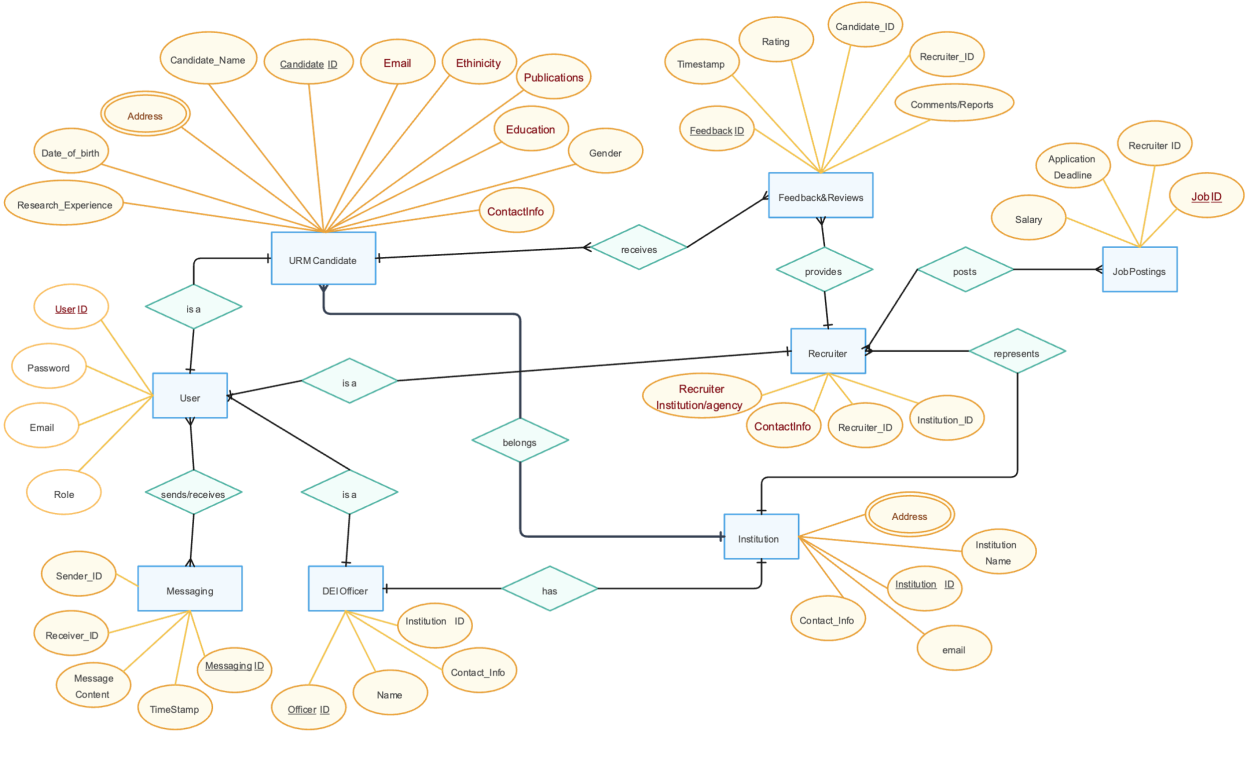 Candidate_Name
Candidate ID
Email
Ethinicity
Publications
Address
Education
Date_of_birth
Gender
Research_Experience
ContactInfo
URM Candidate
Timestamp
Rating
Candidate_ID
Recruiter_ID
Comments/Reports
Feedback ID
Feedback&Reviews
Application
Deadline
Recruiter ID
Job ID
Salary
JobPostings
receives
provides
posts
is a
User ID
Password
Email
Role
User
is a
Recruiter
represents
Recruiter
Institution/agency
ContactInfo
Recruiter_ID
Institution_ID
belongs
sends/receives
is a
Address
Institution
Name
Institution
Institution ID
Contact_Info
email
Sender_ID
Messaging
DEI Officer
has
Receiver_ID
Message
Content
TimeStamp
Messaging ID
Institution ID
Contact_Info
Name
Officer ID